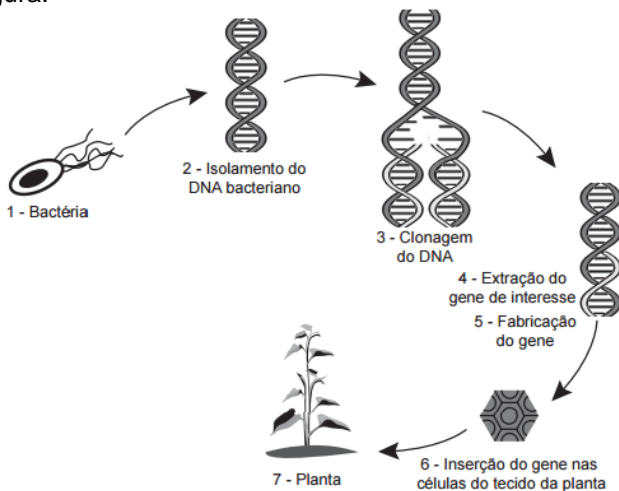 1 - Bactéria
2 - Isolamento do
DNA bacteriano
3 - Clonagem
do DNA
4 - Extração do
gene de interesse
5 - Fabricação
do gene
6 - Inserção do gene nas
células do tecido da planta
7 - Planta